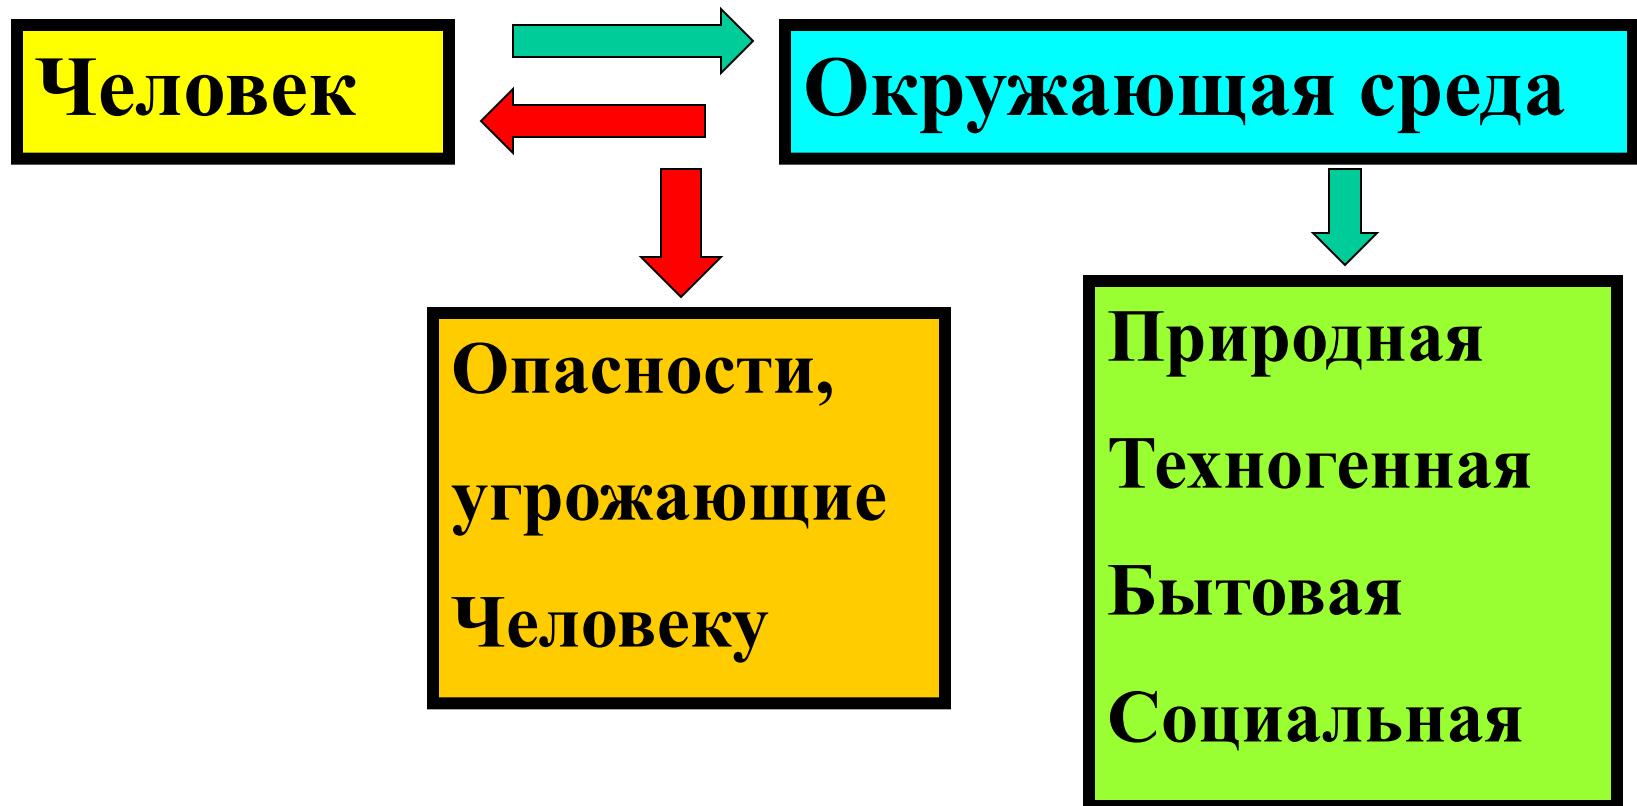 Человек
Окружающая среда
Опасности,
угрожающие
Человеку
Природная
Техногенная
Бытовая
Социальная